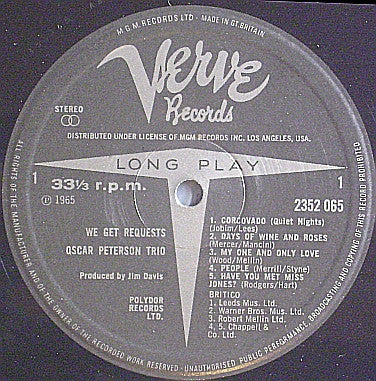 M.G.M. RECORDS LTD · MADE IN GT. BRITAIN
Verve
Records
STEREO
DISTRIBUTED UNDER LICENSE OF MGM RECORDS INC. LOS ANGELES, USA.
LONG PLAY
1
33⅓ r.p.m.
1
℗ 1965
2352 065
WE GET REQUESTS
OSCAR PETERSON TRIO
Produced by Jim Davis
POLYDOR
RECORDS
LTD.
1. CORCOVADO (Quiet Nights)
(Jobim/Lees)
2. DAYS OF WINE AND ROSES
(Mercer/Mancini)
3. MY ONE AND ONLY LOVE
(Wood/Mellin)
4. PEOPLE (Merrill/Styne)
5. HAVE YOU MET MISS
JONES? (Rodgers/Hart)
BRITICO
1. Leeds Mus. Ltd.
2. Warner Bros. Mus. Ltd.
3. Robert Mellin Ltd.
4. 5. Chappell &
Co. Ltd.
ALL RIGHTS OF THE MANUFACTURER AND OF THE OWNER OF THE RECORDED WORK RESERVED - UNAUTHORISED PUBLIC PERFORMANCE, BROADCASTING AND COPYING OF THIS RECORD PROHIBITED